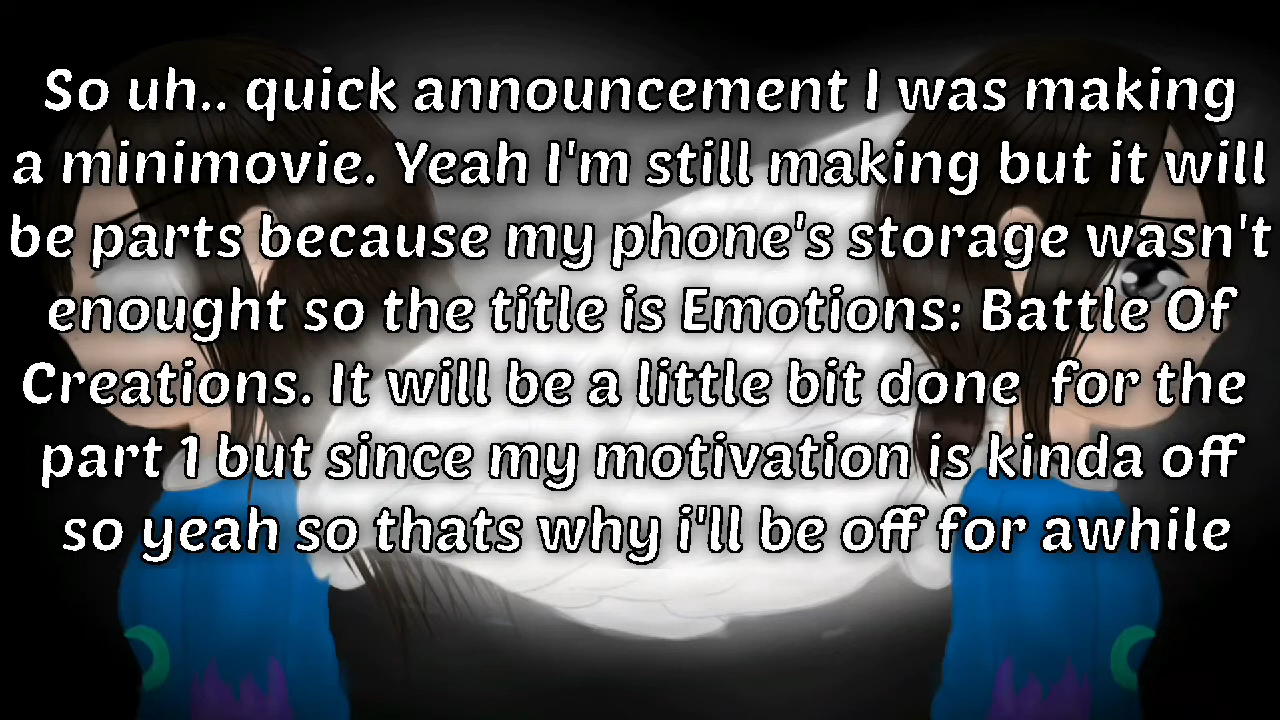 So uh.. quick announcement I was making
a minimovie. Yeah I'm still making but it will
be parts because my phone's storage wasn't
enought so the title is Emotions: Battle Of
Creations. It will be a little bit done for the
part 1 but since my motivation is kinda off
so yeah so thats why i'll be off for awhile